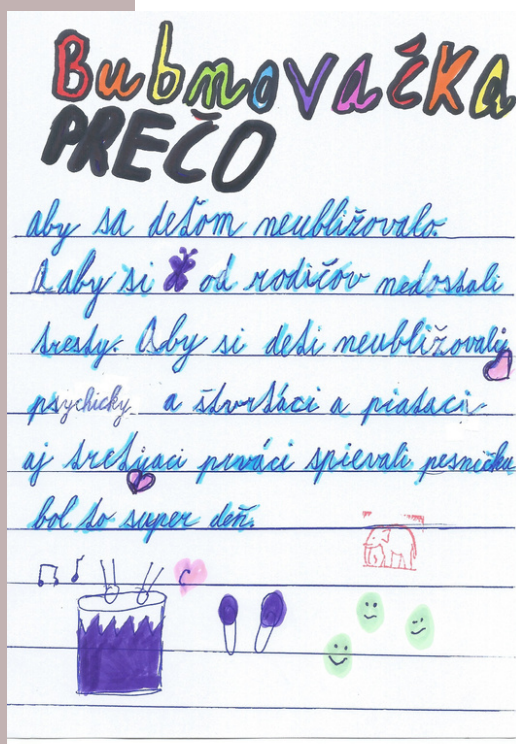 Bubnovačka
PREČO
aby sa deťom neubližovalo.
A aby si od rodičov nedostali
tresty. Aby si deti neubližovali
psychicky a štvrtáci a piataci
aj tretijaci prváci spievali pesničku
bol to super deň.